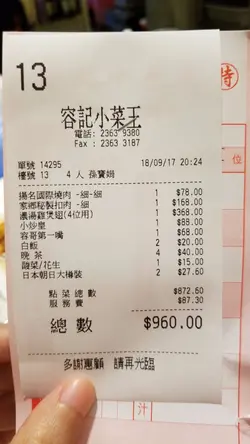 13
容記小菜王
電話: 2363 9380
Fax : 2363 3187
單號 14295 18/09/17 20:24
檯號 13 4 人 孫寶娟
揚名國際燒肉 -細-細 1 $78.00
家鄉秘製扣肉 -細 1 $168.00
濃湯雞煲翅(4位用) 1 $368.00
小炒皇 1 $88.00
容哥第一嘴 1 $68.00
白飯 2 $20.00
晚 茶 4 $40.00
酸菜/花生 1 $15.00
日本朝日大樽裝 2 $27.60
點 菜 總 數 $872.60
服 務 費 $87.30
總 數 $960.00
多謝惠顧 請再光臨
特
汁